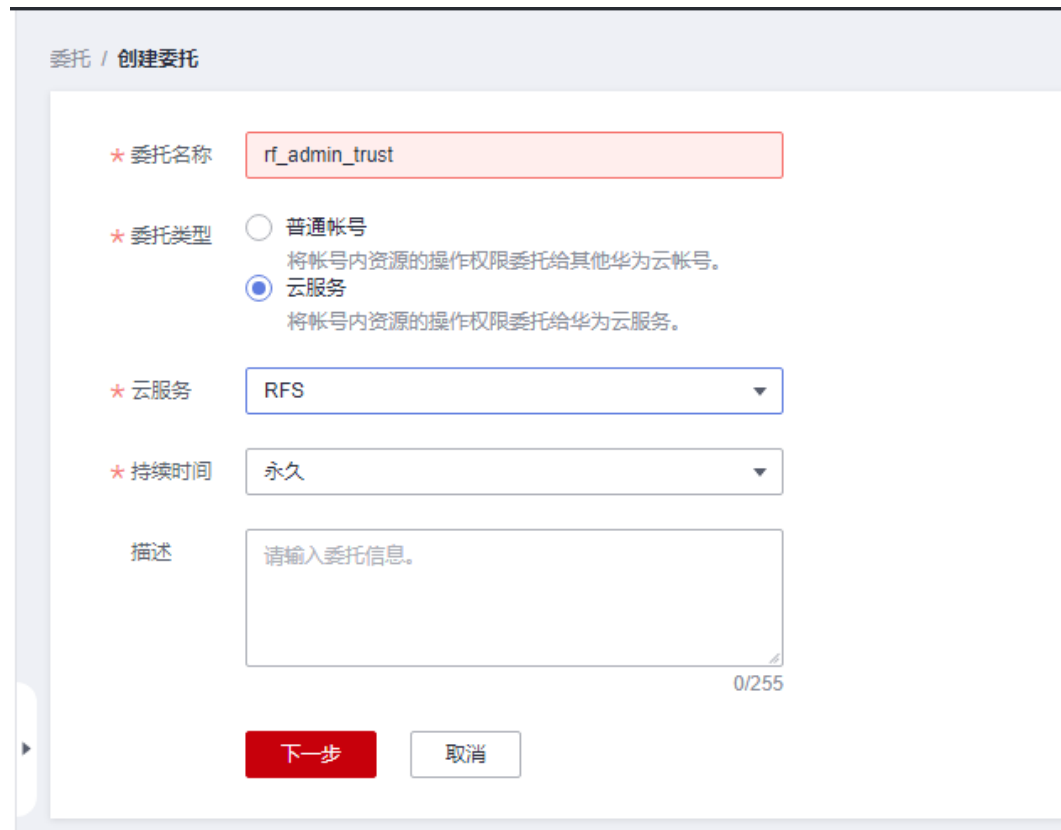 委托 / 创建委托
* 委托名称 rf_admin_trust
* 委托类型 普通帐号
将帐号内资源的操作权限委托给其他华为云帐号。
云服务
将帐号内资源的操作权限委托给华为云服务。
* 云服务 RFS
* 持续时间 永久
描述 请输入委托信息。
0/255
下一步 取消